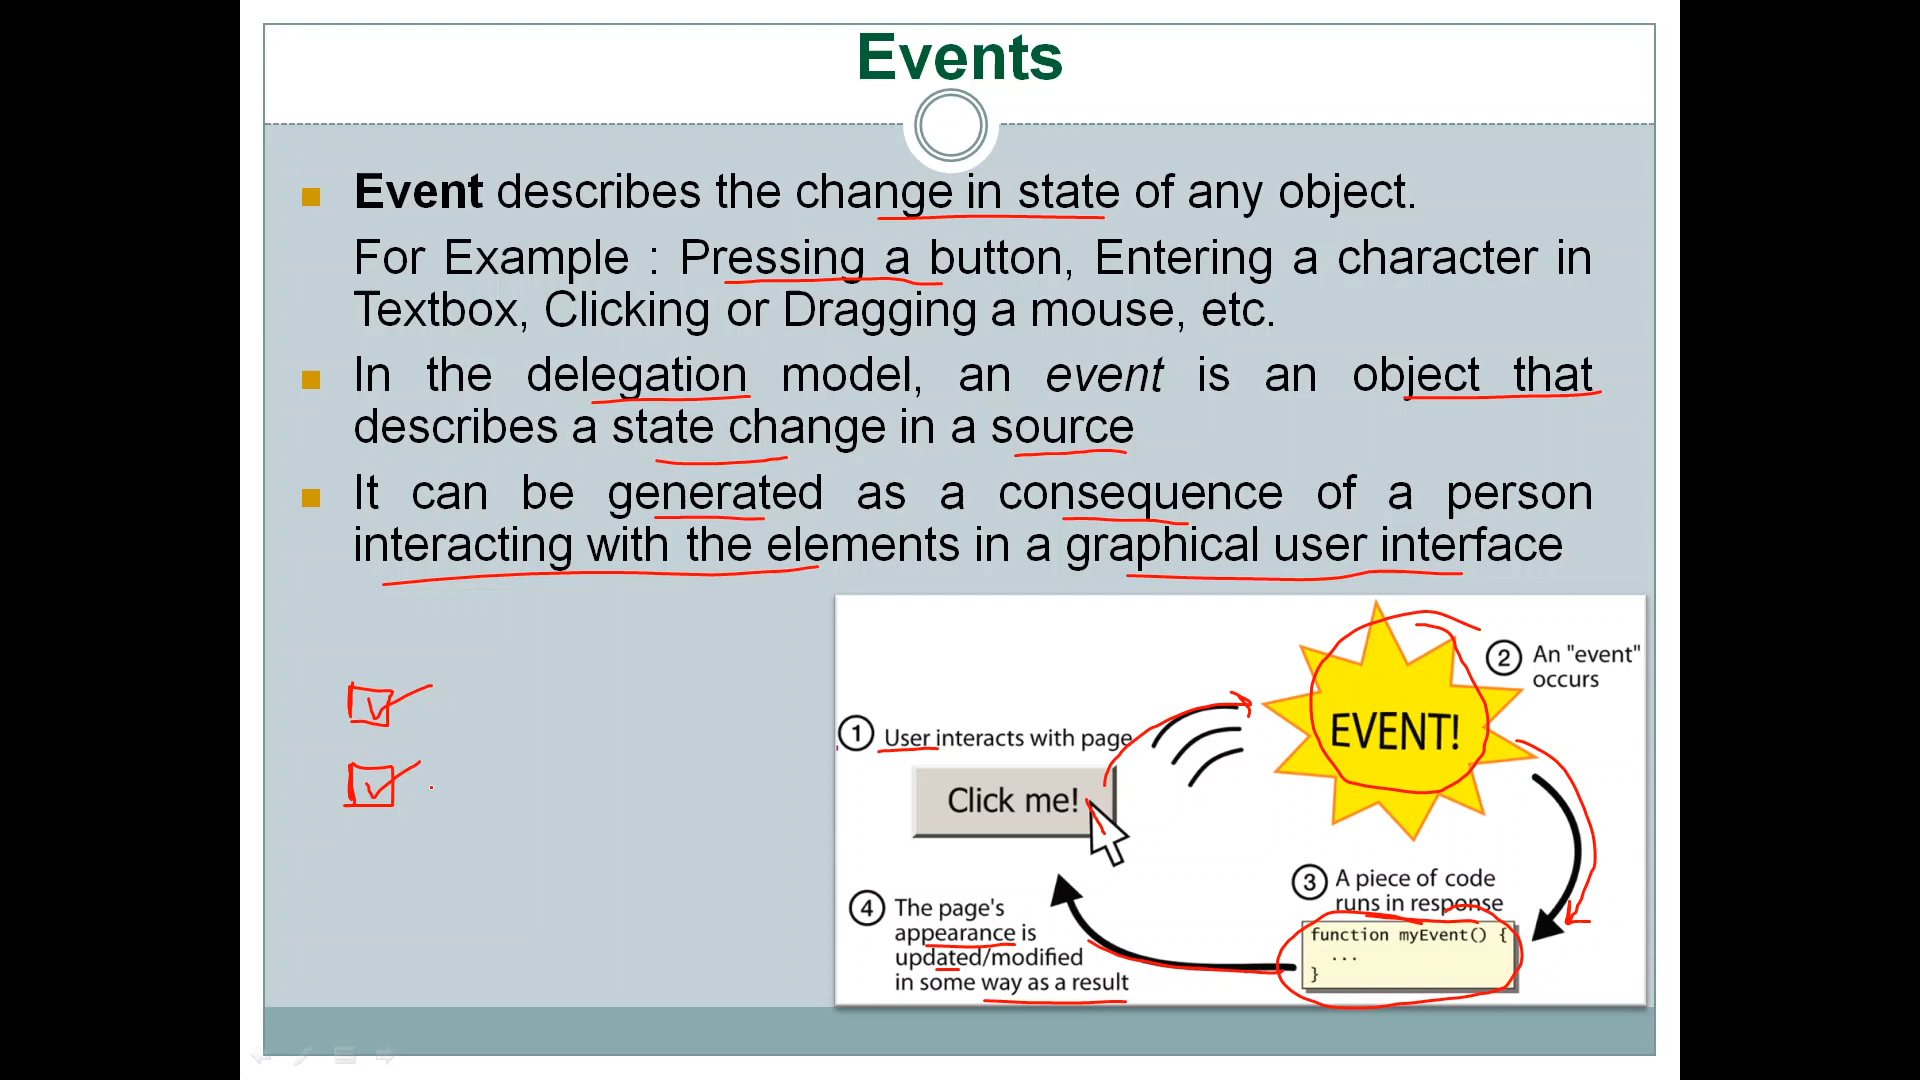 Events
Event describes the change in state of any object.
For Example : Pressing a button, Entering a character in
Textbox, Clicking or Dragging a mouse, etc.
In the delegation model, an event is an object that
describes a state change in a source
It can be generated as a consequence of a person
interacting with the elements in a graphical user interface
2 An "event"
occurs
EVENT!
1 User interacts with page
Click me!
3 A piece of code
runs in response
function myEvent() {
...
}
4 The page's
appearance is
updated/modified
in some way as a result